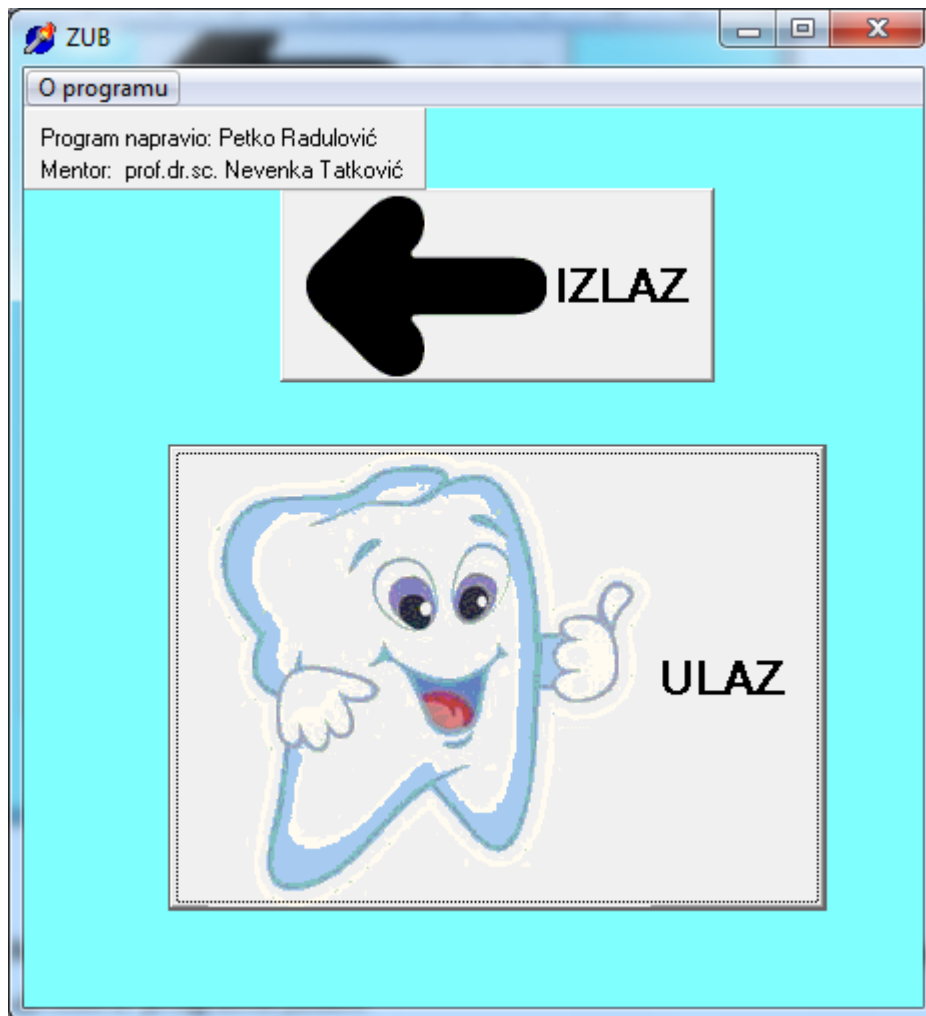 ZUB
O programu
Program napravio: Petko Radulović
Mentor: prof.dr.sc. Nevenka Tatković
IZLAZ
ULAZ